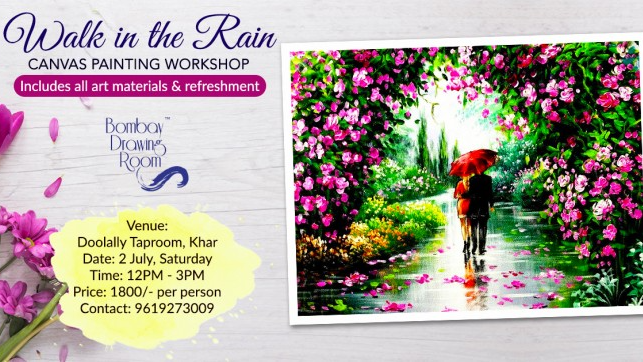 Walk in the Rain
CANVAS PAINTING WORKSHOP
Includes all art materials & refreshment
Bombay™
Drawing
Room
Venue:
Doolally Taproom, Khar
Date: 2 July, Saturday
Time: 12PM - 3PM
Price: 1800/- per person
Contact: 9619273009